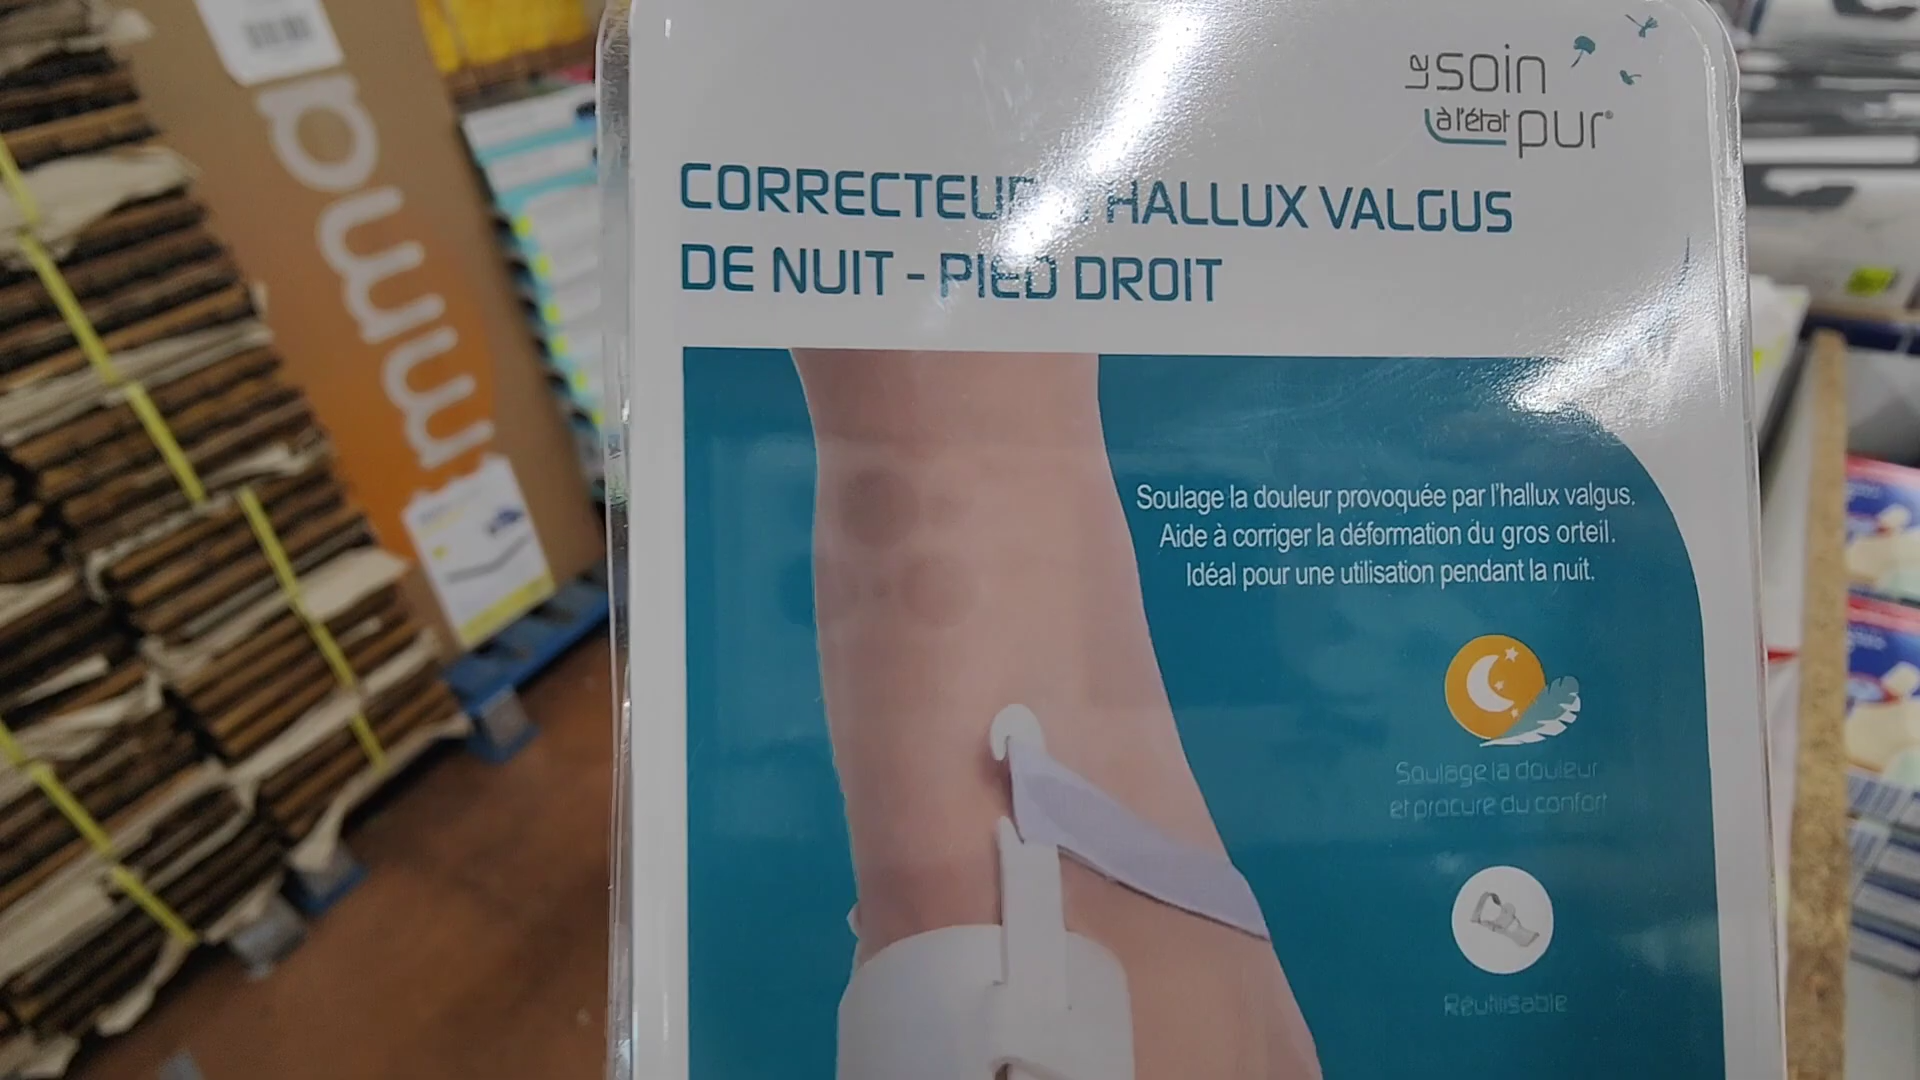 Le soin
à l'état pur®
CORRECTEUR D'HALLUX VALGUS
DE NUIT - PIED DROIT
Soulage la douleur provoquée par l'hallux valgus.
Aide à corriger la déformation du gros orteil.
Idéal pour une utilisation pendant la nuit.
Soulage la douleur
et procure du confort
Réutilisable